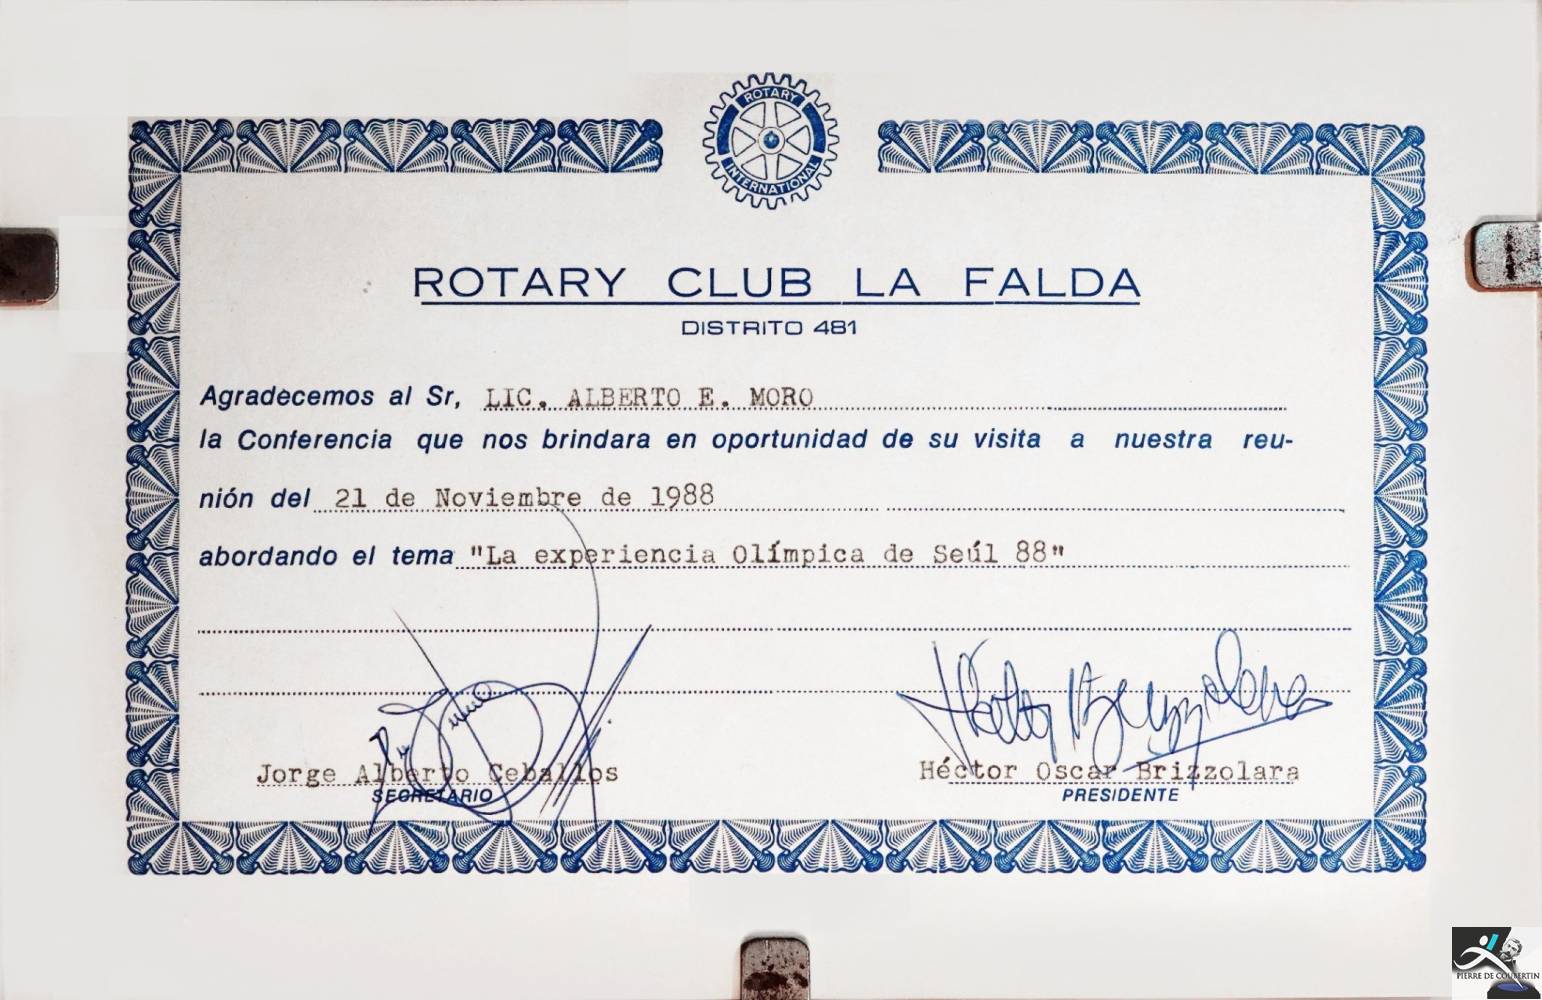 ROTARY
INTERNATIONAL
ROTARY CLUB LA FALDA
DISTRITO 481
Agradecemos al Sr, LIC. ALBERTO E. MORO
la Conferencia que nos brindara en oportunidad de su visita a nuestra reu-
nión del 21 de Noviembre de 1988
abordando el tema "La experiencia Olímpica de Seúl 88"
Jorge Alberto Ceballos
SECRETARIO
Héctor Oscar Brizzolara
PRESIDENTE
PIERRE DE COUBERTIN